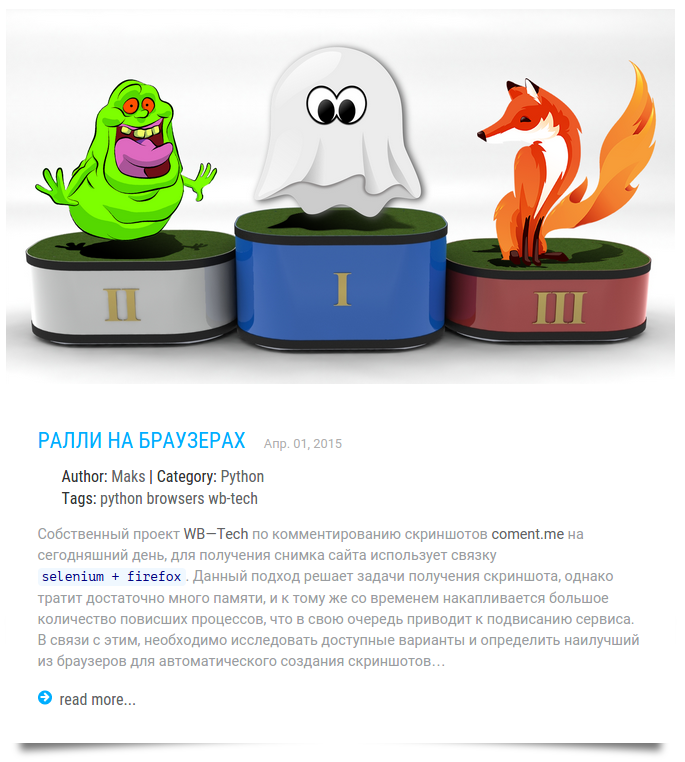 II
I
III
РАЛЛИ НА БРАУЗЕРАХ Апр. 01, 2015
Author: Maks | Category: Python
Tags: python browsers wb-tech
Собственный проект WB—Tech по комментированию скриншотов coment.me на
сегодняшний день, для получения снимка сайта использует связку
selenium + firefox . Данный подход решает задачи получения скриншота, однако
тратит достаточно много памяти, и к тому же со временем накапливается большое
количество повисших процессов, что в свою очередь приводит к подвисанию сервиса.
В связи с этим, необходимо исследовать доступные варианты и определить наилучший
из браузеров для автоматического создания скриншотов…
read more...